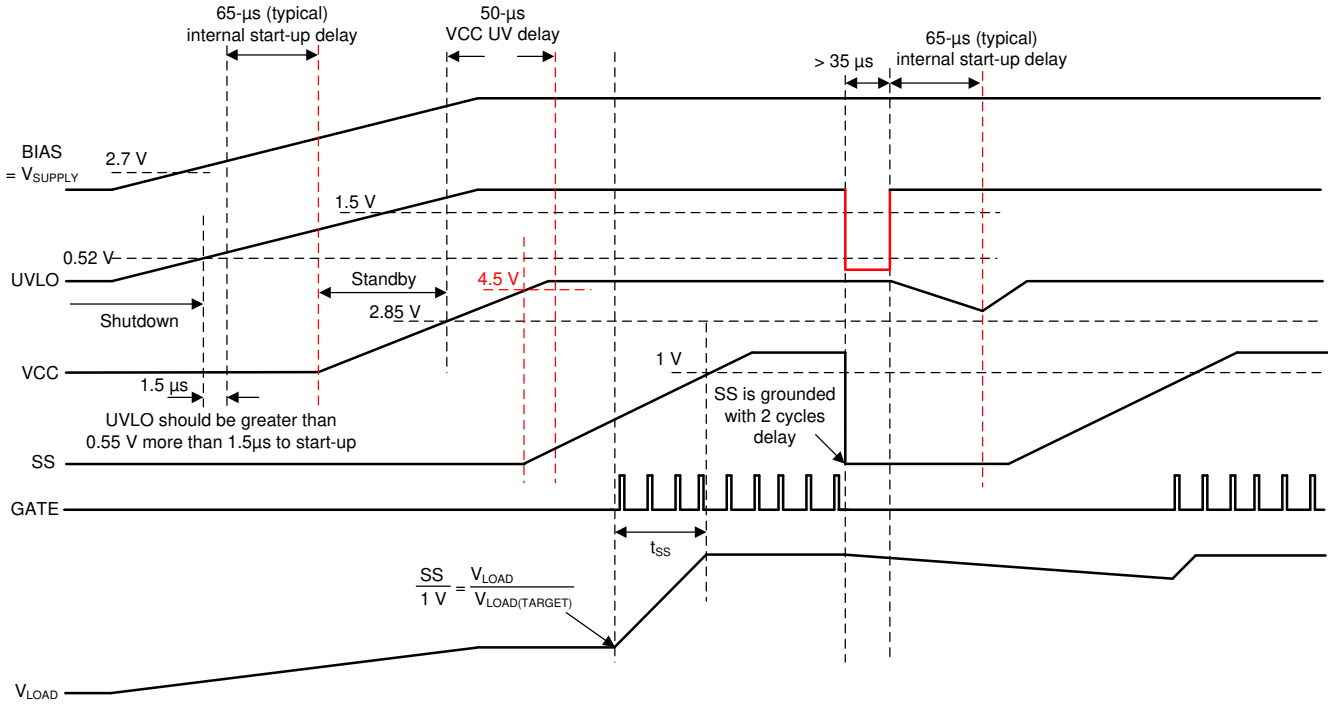 65-µs (typical)
internal start-up delay
50-µs
VCC UV delay
> 35 µs
65-µs (typical)
internal start-up delay
BIAS
= VSUPPLY
2.7 V
1.5 V
0.52 V
UVLO
Shutdown
Standby
4.5 V
2.85 V
VCC
1.5 µs
UVLO should be greater than
0.55 V more than 1.5µs to start-up
1 V
SS is grounded
with 2 cycles
delay
SS
GATE
tSS
SS / 1 V = VLOAD / VLOAD(TARGET)
VLOAD